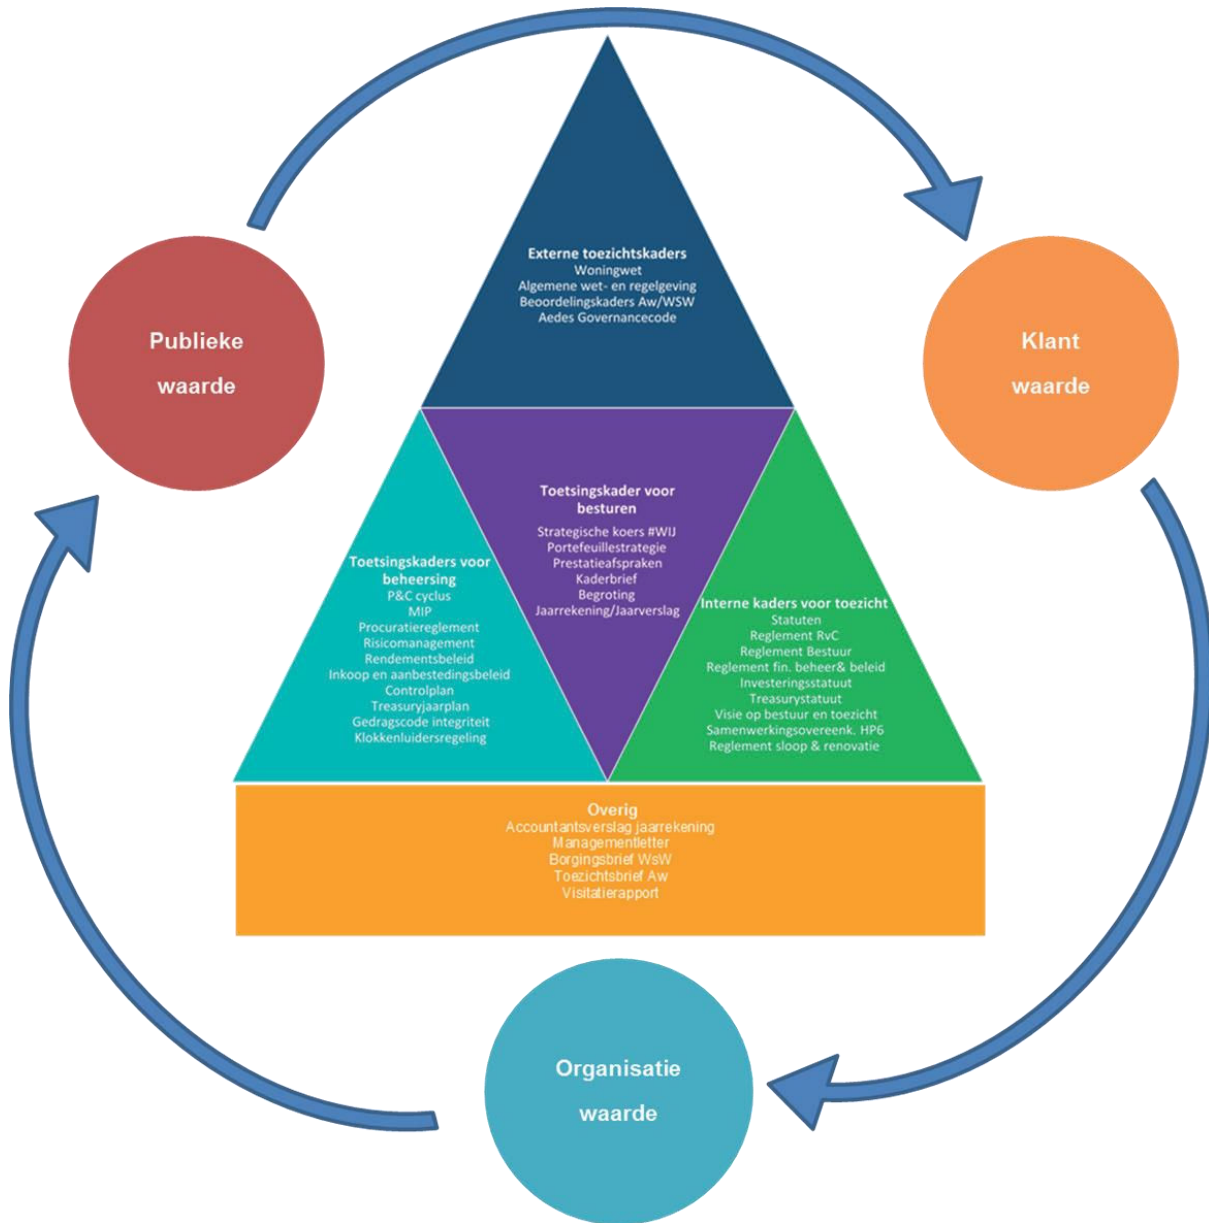 Externe toezichtskaders
Woningwet
Algemene wet- en regelgeving
Beoordelingskaders Aw/WSW
Aedes Governancecode
Publieke
waarde
Klant
waarde
Toetsingskader voor
besturen
Strategische koers #WIJ
Portefeuillestrategie
Prestatieafspraken
Kaderbrief
Begroting
Jaarrekening/Jaarverslag
Toetsingskaders voor
beheersing
P&C cyclus
MIP
Procuratiereglement
Risicomanagement
Rendementsbeleid
Inkoop en aanbestedingsbeleid
Controlplan
Treasuryjaarplan
Gedragscode integriteit
Klokkenluidersregeling
Interne kaders voor toezicht
Statuten
Reglement RvC
Reglement Bestuur
Reglement fin. beheer& beleid
Investeringsstatuut
Treasurystatuut
Visie op bestuur en toezicht
Samenwerkingsovereenk. HP6
Reglement sloop & renovatie
Overig
Accountantsverslag jaarrekening
Managementletter
Borgingsbrief WsW
Toezichtsbrief Aw
Visitatierapport
Organisatie
waarde